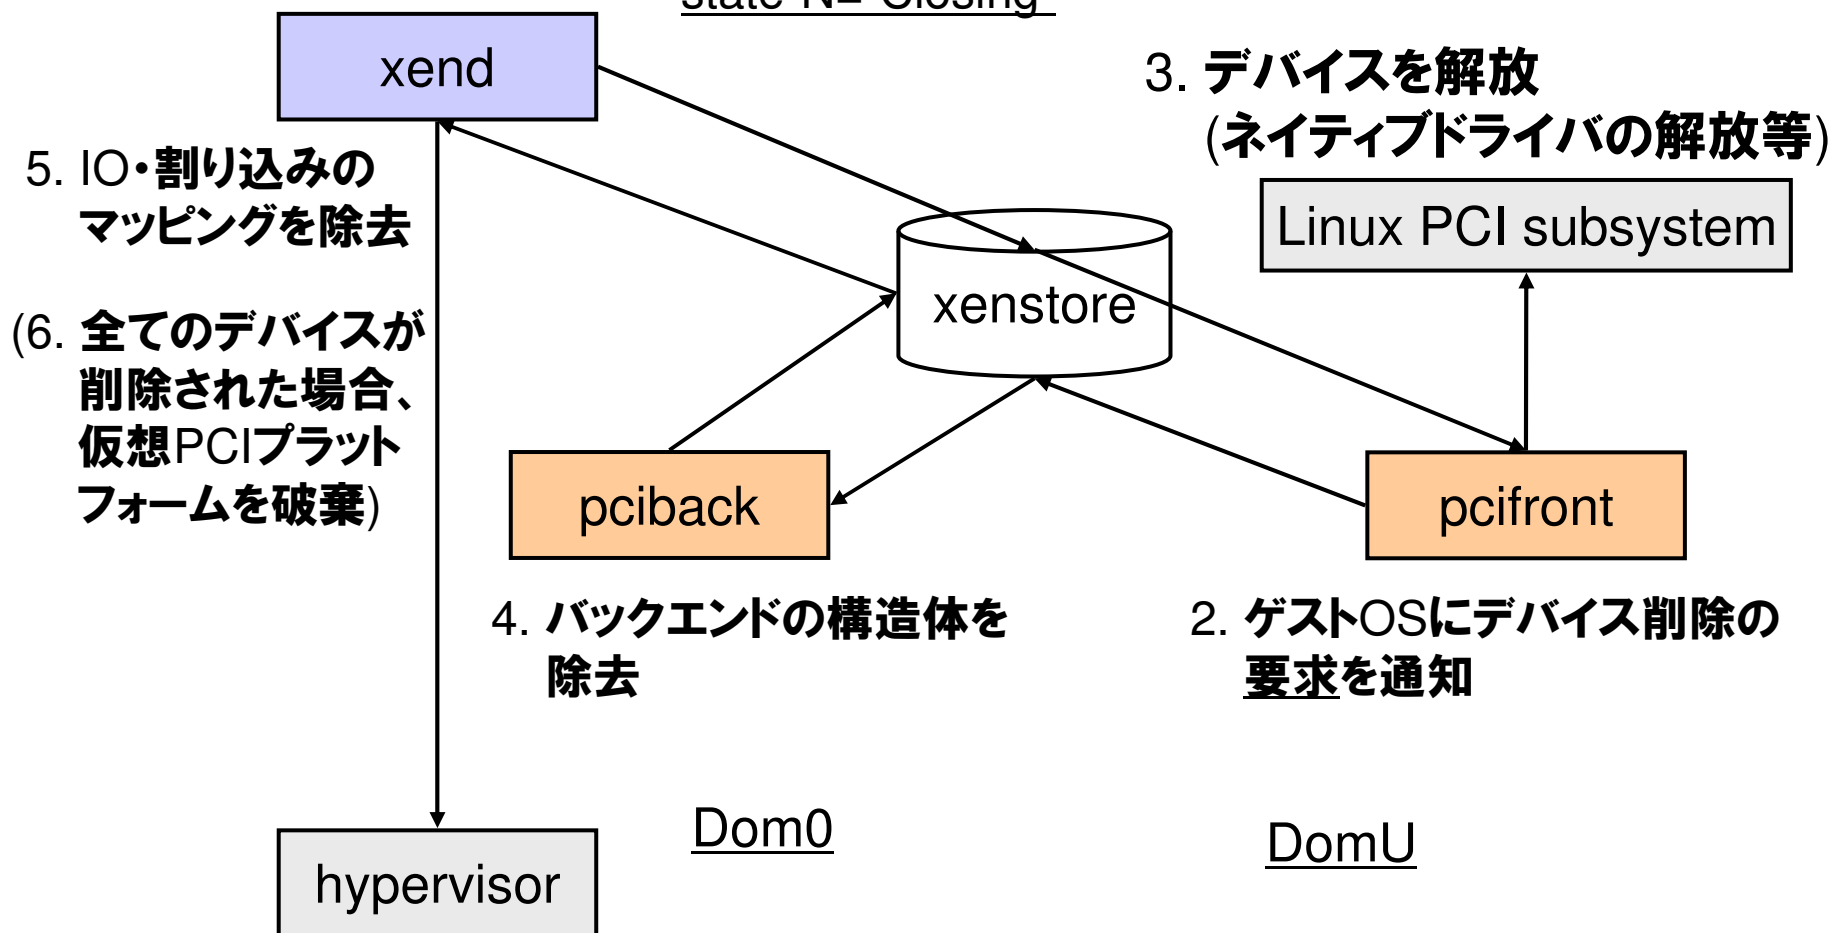 state-N="Closing"
xend
3. デバイスを解放
(ネイティブドライバの解放等)
5. IO・割り込みの
マッピングを除去
Linux PCI subsystem
xenstore
(6. 全てのデバイスが
削除された場合、
仮想PCIプラット
フォームを破棄)
pciback
pcifront
4. バックエンドの構造体を
除去
2. ゲストOSにデバイス削除の
要求を通知
Dom0
DomU
hypervisor